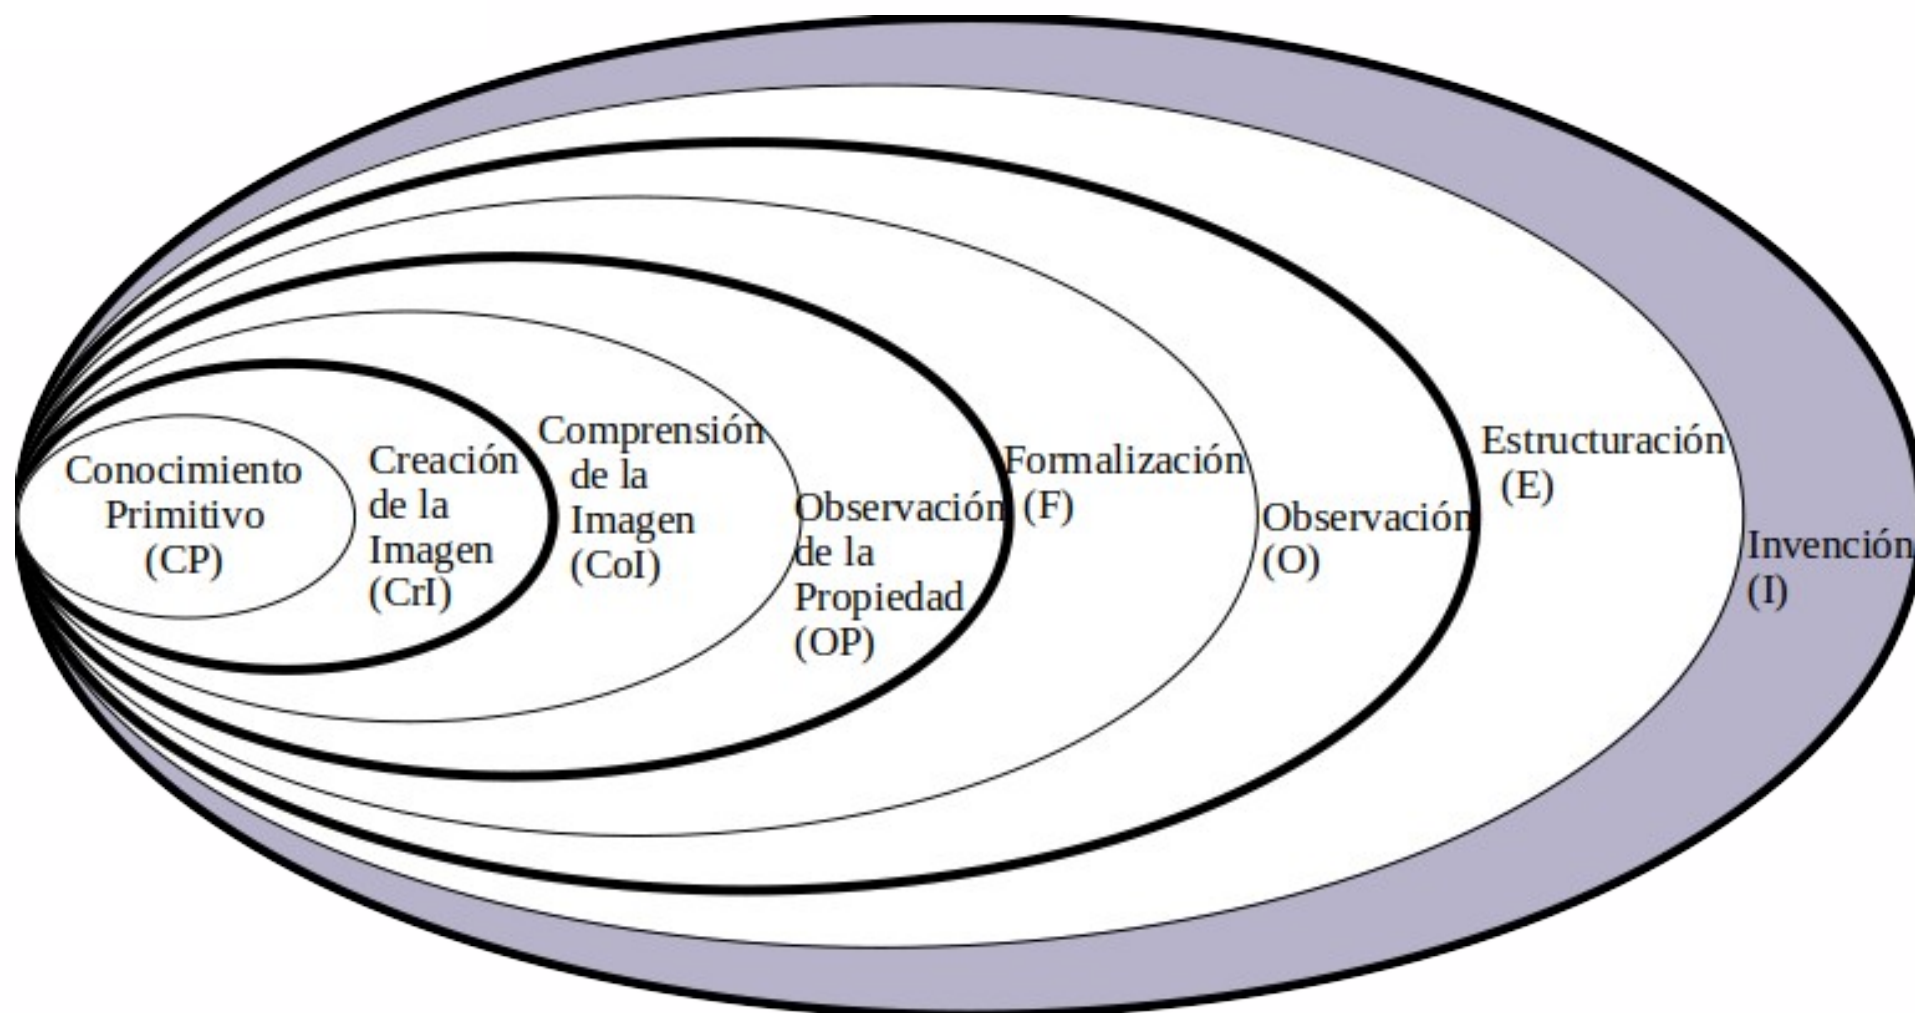 Conocimiento
Primitivo
(CP)
Creación
de la
Imagen
(CrI)
Comprensión
de la
Imagen
(CoI)
Observación
de la
Propiedad
(OP)
Formalización
(F)
Observación
(O)
Estructuración
(E)
Invención
(I)